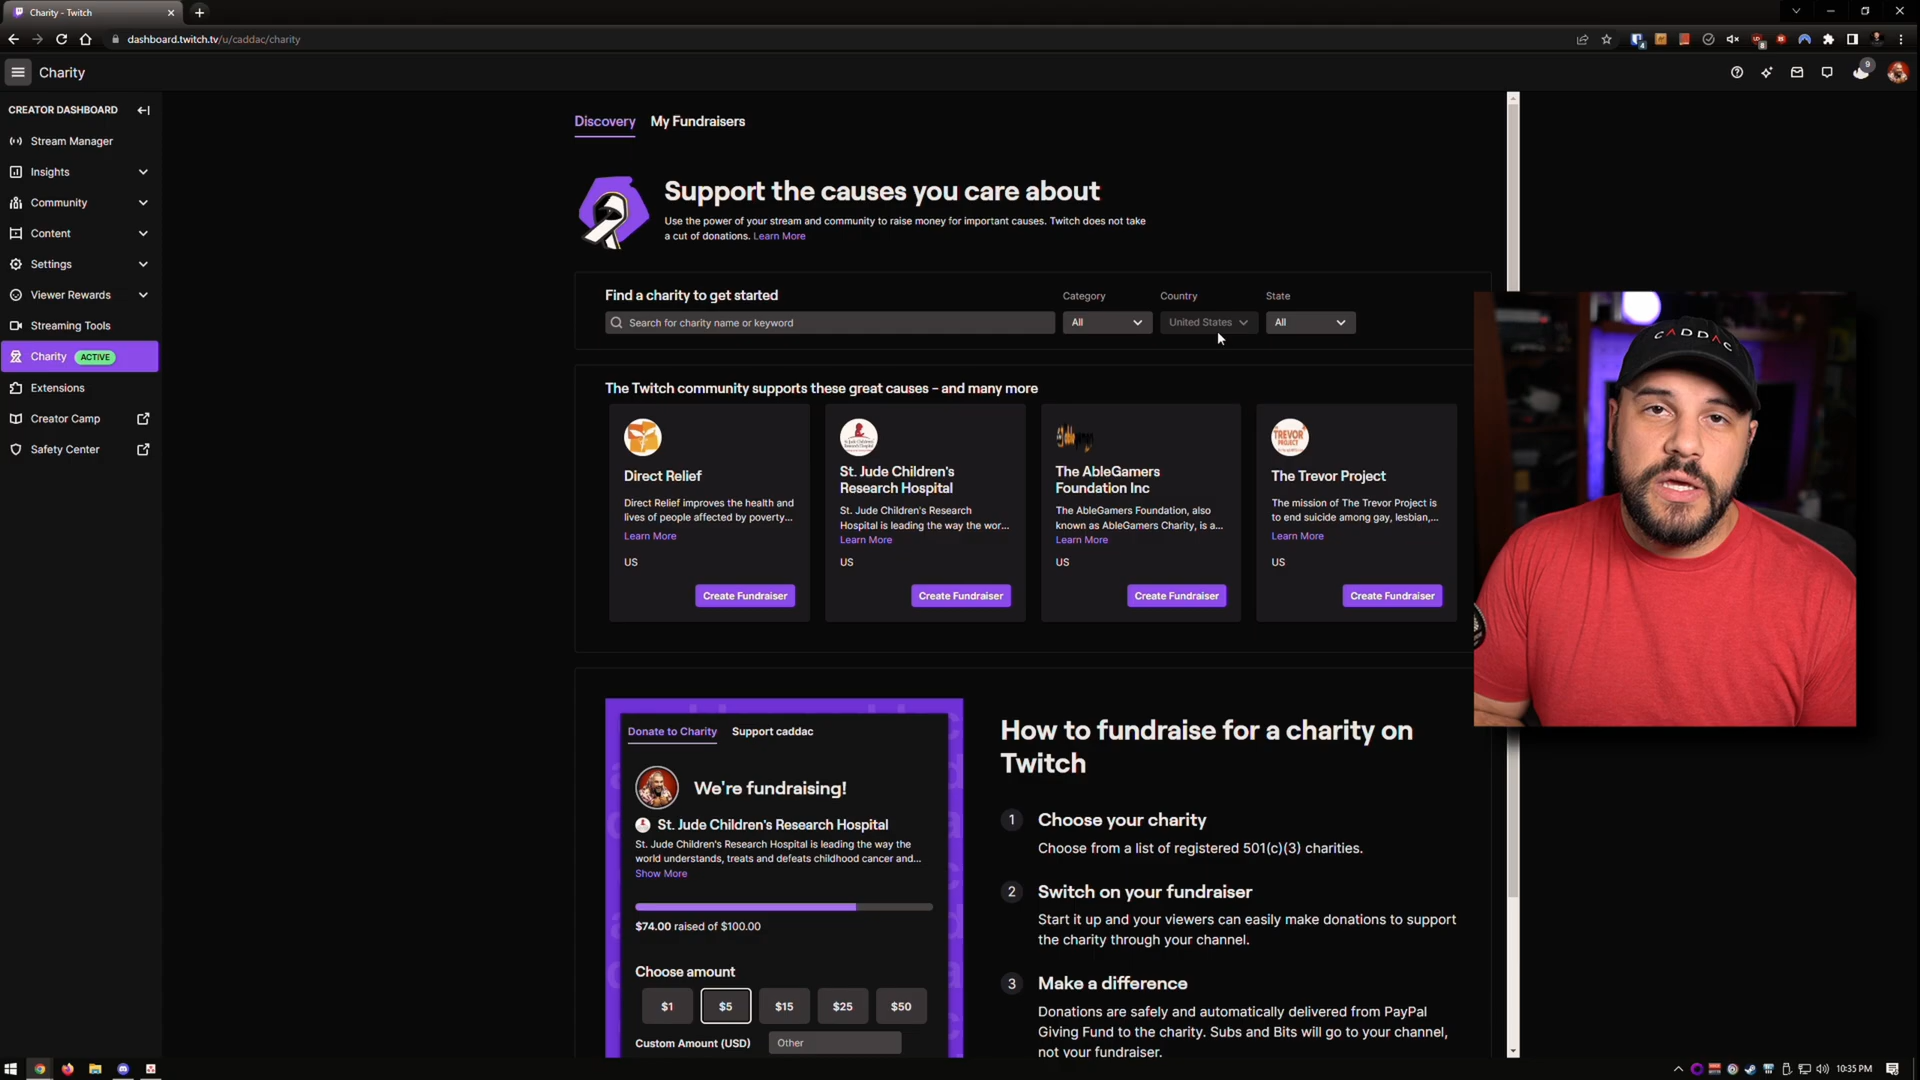 Charity - Twitch
dashboard.twitch.tv/u/caddac/charity
Charity
9
CREATOR DASHBOARD
Stream Manager
Insights
Community
Content
Settings
Viewer Rewards
Streaming Tools
Charity ACTIVE
Extensions
Creator Camp
Safety Center
Discovery My Fundraisers
Support the causes you care about
Use the power of your stream and community to raise money for important causes. Twitch does not take
a cut of donations. Learn More
Find a charity to get started
Category Country State
Search for charity name or keyword
All United States All
The Twitch community supports these great causes – and many more
Direct Relief
Direct Relief improves the health and
lives of people affected by poverty...
Learn More
US
Create Fundraiser
St. Jude Children's
Research Hospital
St. Jude Children's Research
Hospital is leading the way the wor...
Learn More
US
Create Fundraiser
The AbleGamers
Foundation Inc
The AbleGamers Foundation, also
known as AbleGamers Charity, is a...
Learn More
US
Create Fundraiser
TREVOR
PROJECT
The Trevor Project
The mission of The Trevor Project is
to end suicide among gay, lesbian,...
Learn More
US
Create Fundraiser
CADDAC
Donate to Charity Support caddac
We're fundraising!
St. Jude Children's Research Hospital
St. Jude Children's Research Hospital is leading the way the
world understands, treats and defeats childhood cancer and...
Show More
$74.00 raised of $100.00
Choose amount
$1 $5 $15 $25 $50
Custom Amount (USD) Other
How to fundraise for a charity on
Twitch
1 Choose your charity
Choose from a list of registered 501(c)(3) charities.
2 Switch on your fundraiser
Start it up and your viewers can easily make donations to support
the charity through your channel.
3 Make a difference
Donations are safely and automatically delivered from PayPal
Giving Fund to the charity. Subs and Bits will go to your channel,
not your fundraiser.
10:35 PM